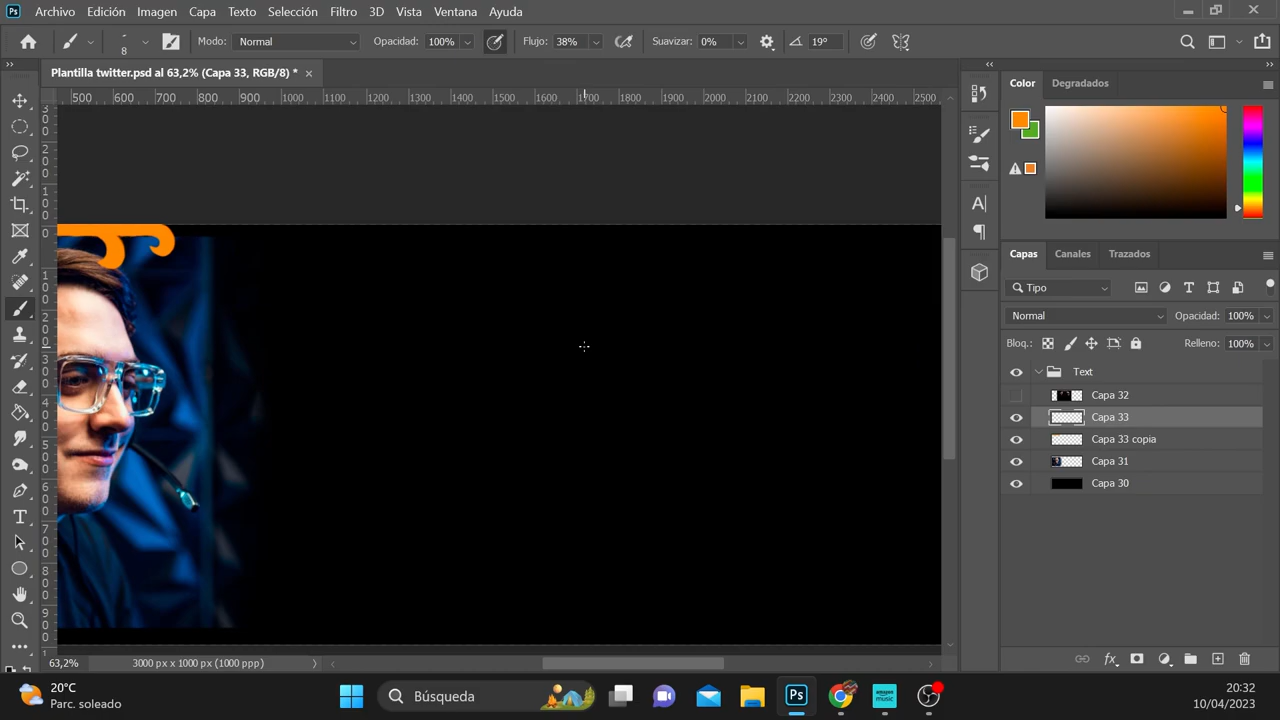 Archivo Edición Imagen Capa Texto Selección Filtro 3D Vista Ventana Ayuda
8 Modo: Normal Opacidad: 100% Flujo: 38% Suavizar: 0% 19°
Plantilla twitter.psd al 63,2% (Capa 33, RGB/8) *
500 600 700 800 900 1000 1100 1200 1300 1400 1500 1600 1700 1800 1900 2000 2100 2200 2300 2400 2500
Color Degradados
Capas Canales Trazados
Tipo
Normal Opacidad: 100%
Bloq.: Relleno: 100%
Text
Capa 32
Capa 33
Capa 33 copia
Capa 31
Capa 30
63,2% 3000 px x 1000 px (1000 ppp)
20°C
Parc. soleado
Búsqueda
amazon music
20:32
10/04/2023